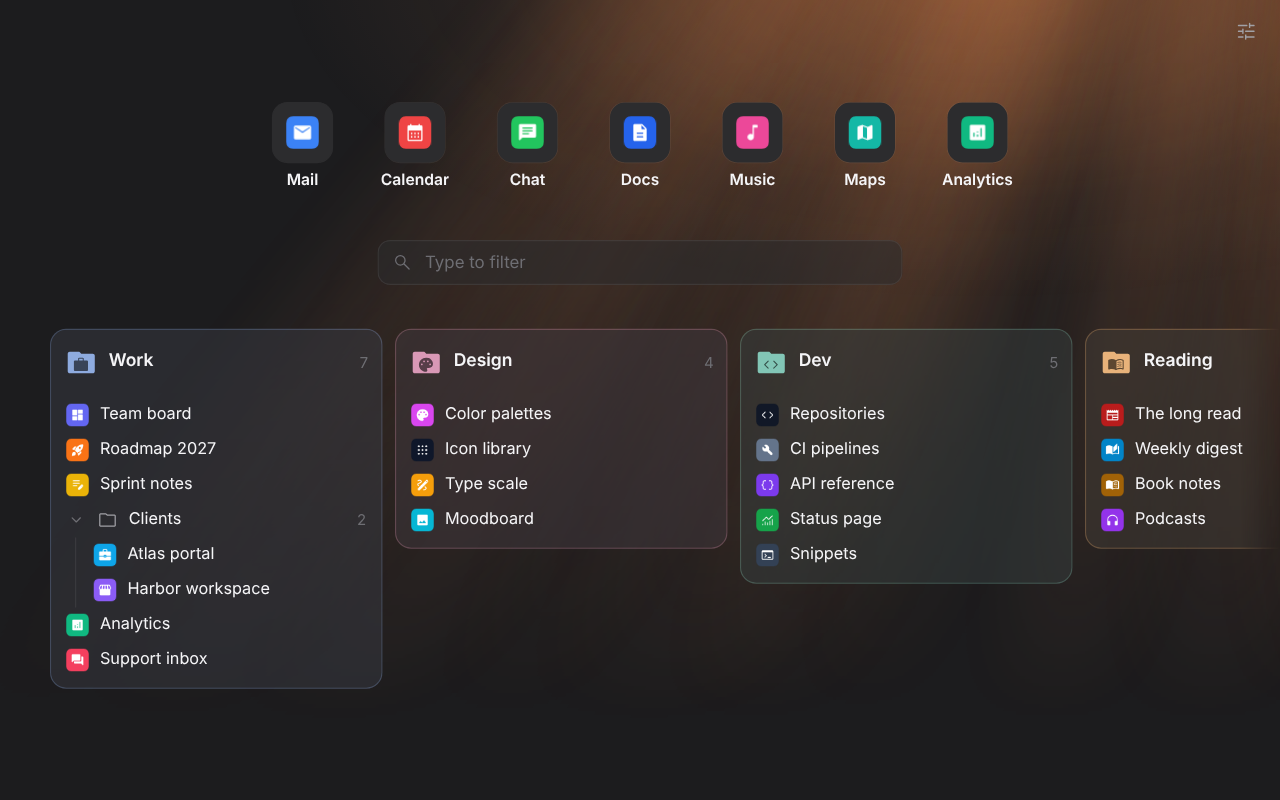 Mail
Calendar
Chat
Docs
Music
Maps
Analytics
Type to filter
Work 7
Team board
Roadmap 2027
Sprint notes
Clients 2
Atlas portal
Harbor workspace
Analytics
Support inbox
Design 4
Color palettes
Icon library
Type scale
Moodboard
Dev 5
Repositories
CI pipelines
API reference
Status page
Snippets
Reading
The long read
Weekly digest
Book notes
Podcasts